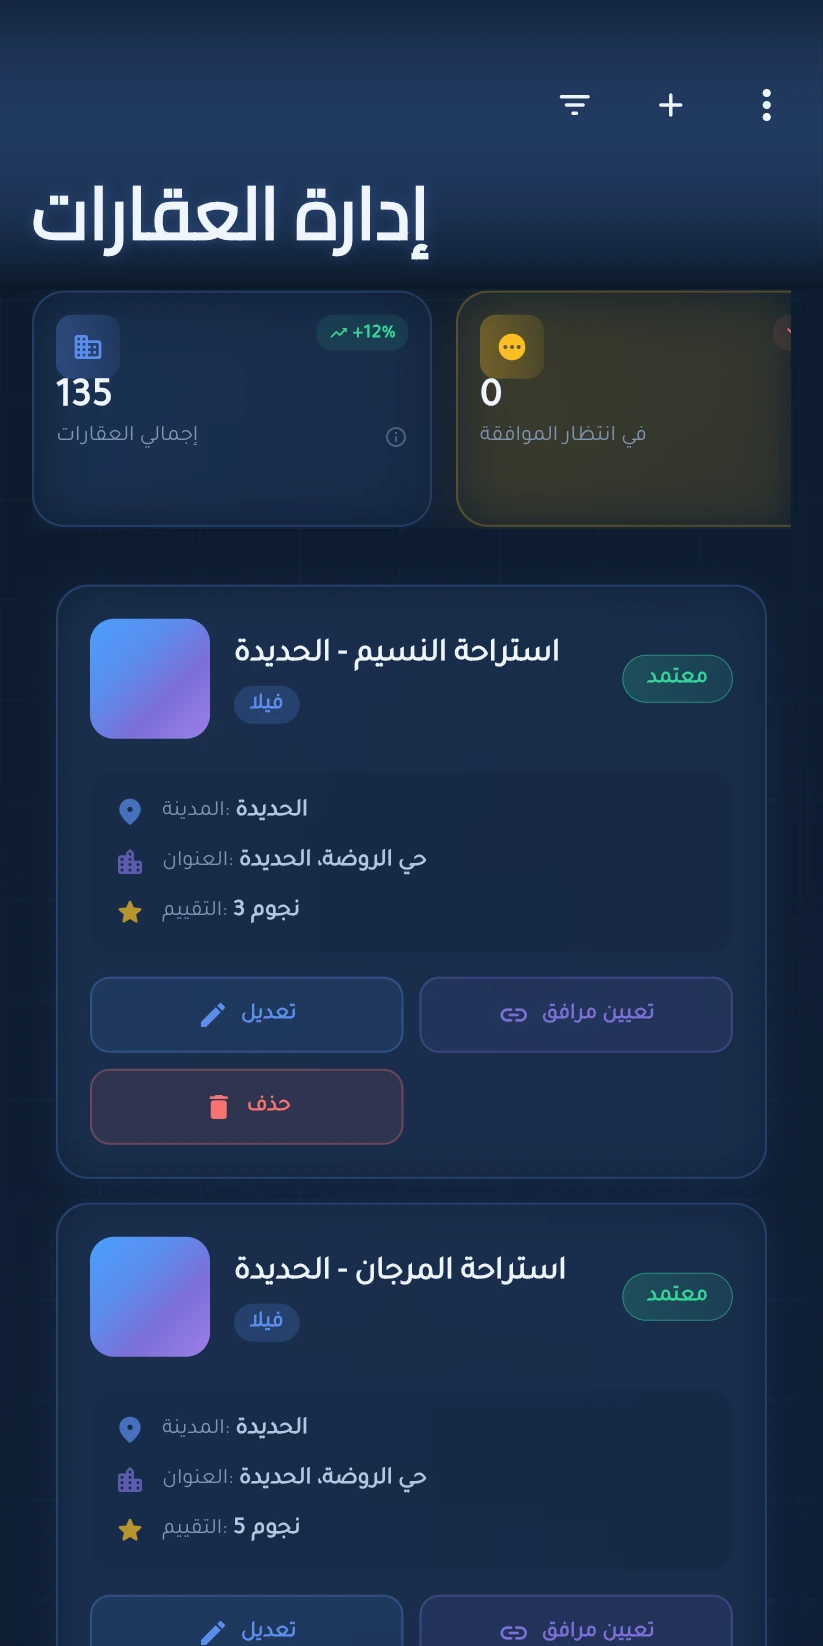 إدارة العقارات
+12%
135
إجمالي العقارات
0
في انتظار الموافقة
استراحة النسيم - الحديدة
فيلا
معتمد
المدينة: الحديدة
العنوان: حي الروضة، الحديدة
التقييم: 3 نجوم
تعديل
تعيين مرافق
حذف
استراحة المرجان - الحديدة
فيلا
معتمد
المدينة: الحديدة
العنوان: حي الروضة، الحديدة
التقييم: 5 نجوم
تعديل
تعيين مرافق